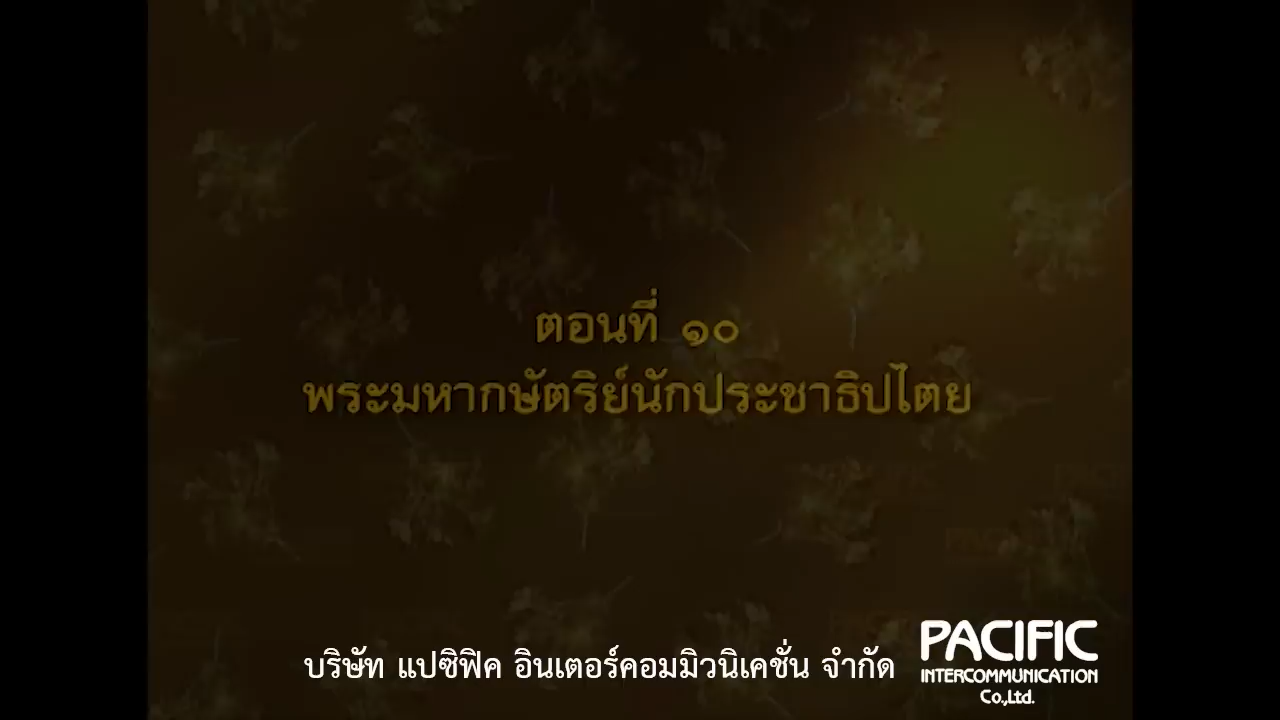 ตอนที่ ๑๐
พระมหากษัตริย์นักประชาธิปไตย
บริษัท แปซิฟิค อินเตอร์คอมมิวนิเคชั่น จำกัด
PACIFIC
INTERCOMMUNICATION
Co.,Ltd.